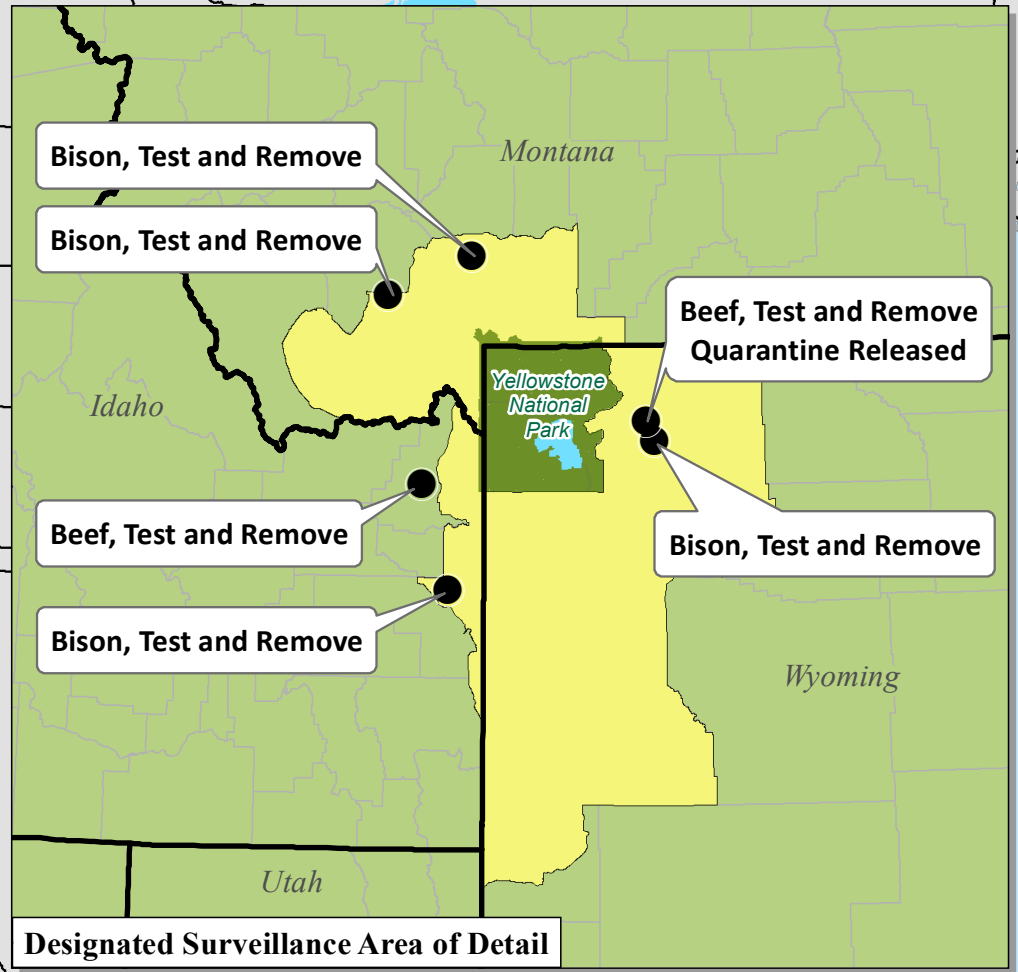 Montana
Bison, Test and Remove
Bison, Test and Remove
Beef, Test and Remove
Quarantine Released
Yellowstone
National
Park
Idaho
Beef, Test and Remove
Bison, Test and Remove
Bison, Test and Remove
Wyoming
Utah
Designated Surveillance Area of Detail